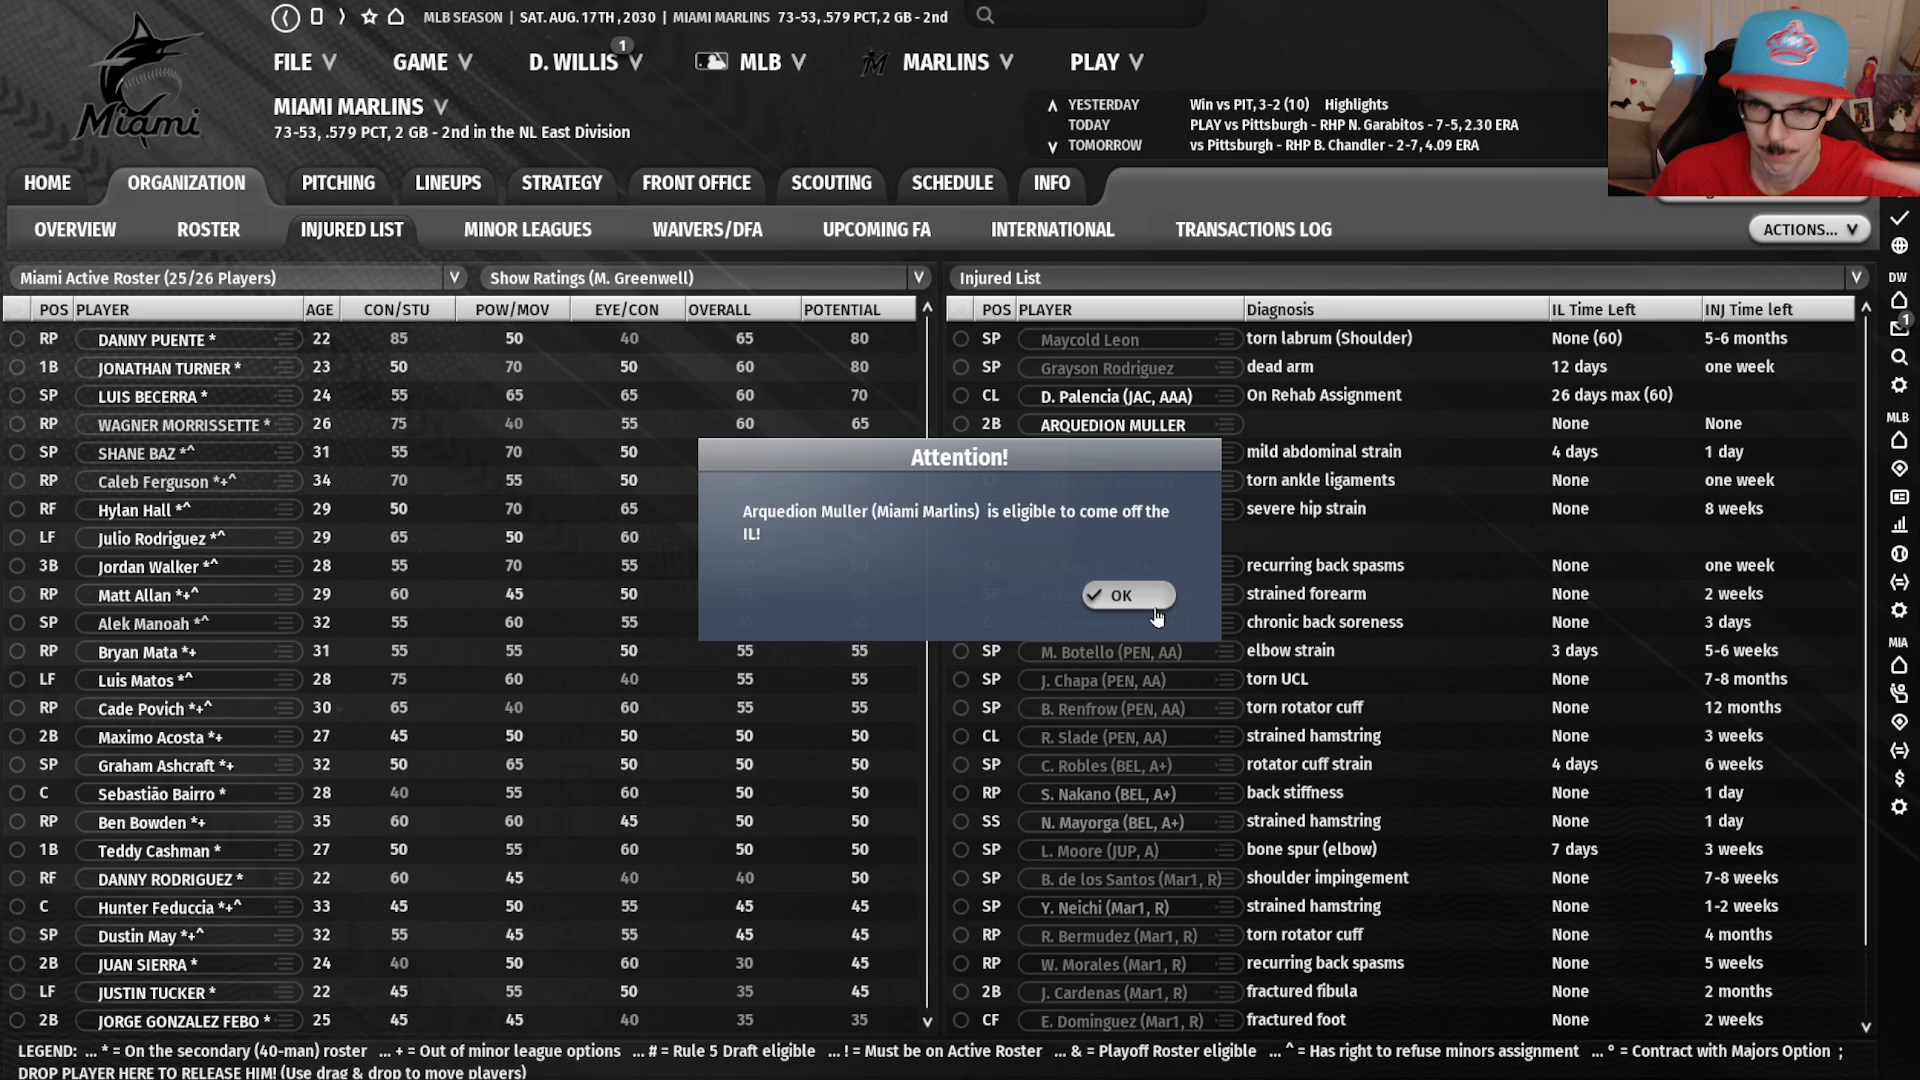 MLB SEASON | SAT. AUG. 17TH, 2030 | MIAMI MARLINS 73-53, .579 PCT, 2 GB - 2nd
Miami
FILE GAME D. WILLIS 1 MLB MARLINS PLAY
MIAMI MARLINS
73-53, .579 PCT, 2 GB - 2nd in the NL East Division
YESTERDAY Win vs PIT, 3-2 (10) Highlights
TODAY PLAY vs Pittsburgh - RHP N. Garabitos - 7-5, 2.30 ERA
TOMORROW vs Pittsburgh - RHP B. Chandler - 2-7, 4.09 ERA
HOME ORGANIZATION PITCHING LINEUPS STRATEGY FRONT OFFICE SCOUTING SCHEDULE INFO
OVERVIEW ROSTER INJURED LIST MINOR LEAGUES WAIVERS/DFA UPCOMING FA INTERNATIONAL TRANSACTIONS LOG ACTIONS...
Miami Active Roster (25/26 Players) Show Ratings (M. Greenwell)
POS PLAYER AGE CON/STU POW/MOV EYE/CON OVERALL POTENTIAL
RP DANNY PUENTE * 22 85 50 40 65 80
1B JONATHAN TURNER * 23 50 70 50 60 80
SP LUIS BECERRA * 24 55 65 65 60 70
RP WAGNER MORRISSETTE * 26 75 40 55 60 65
SP SHANE BAZ *^ 31 55 70 50
RP Caleb Ferguson *+^ 34 70 55 50
RF Hylan Hall *^ 29 50 70 65
LF Julio Rodriguez *^ 29 65 50 60
3B Jordan Walker *^ 28 55 70 55
RP Matt Allan *+^ 29 60 45 50
SP Alek Manoah *^ 32 55 60 55
RP Bryan Mata *+ 31 55 55 50 55 55
LF Luis Matos *^ 28 75 60 40 55 55
RP Cade Povich *+^ 30 65 40 60 55 55
2B Maximo Acosta *+ 27 45 50 50 50 50
SP Graham Ashcraft *+ 32 50 65 50 50 50
C Sebastião Bairro * 28 40 55 60 50 50
RP Ben Bowden *+ 35 60 60 45 50 50
1B Teddy Cashman * 27 50 55 60 50 50
RF DANNY RODRIGUEZ * 22 60 45 40 40 50
C Hunter Feduccia *+^ 33 45 50 55 45 45
SP Dustin May *+^ 32 55 45 55 45 45
2B JUAN SIERRA * 24 40 50 60 30 45
LF JUSTIN TUCKER * 22 45 55 50 35 45
2B JORGE GONZALEZ FEBO * 25 45 45 40 35 35
Injured List
POS PLAYER Diagnosis IL Time Left INJ Time left
SP Maycold Leon torn labrum (Shoulder) None (60) 5-6 months
SP Grayson Rodriguez dead arm 12 days one week
CL D. Palencia (JAC, AAA) On Rehab Assignment 26 days max (60)
2B ARQUEDION MULLER None None
mild abdominal strain 4 days 1 day
torn ankle ligaments None one week
severe hip strain None 8 weeks
recurring back spasms None one week
strained forearm None 2 weeks
chronic back soreness None 3 days
SP M. Botello (PEN, AA) elbow strain 3 days 5-6 weeks
SP J. Chapa (PEN, AA) torn UCL None 7-8 months
SP B. Renfrow (PEN, AA) torn rotator cuff None 12 months
CL R. Slade (PEN, AA) strained hamstring None 3 weeks
SP C. Robles (BEL, A+) rotator cuff strain 4 days 6 weeks
RP S. Nakano (BEL, A+) back stiffness None 1 day
SS N. Mayorga (BEL, A+) strained hamstring None 1 day
SP L. Moore (JUP, A) bone spur (elbow) 7 days 3 weeks
SP B. de los Santos (Mar1, R) shoulder impingement None 7-8 weeks
SP Y. Neichi (Mar1, R) strained hamstring None 1-2 weeks
RP R. Bermudez (Mar1, R) torn rotator cuff None 4 months
RP W. Morales (Mar1, R) recurring back spasms None 5 weeks
2B J. Cardenas (Mar1, R) fractured fibula None 2 months
CF E. Dominguez (Mar1, R) fractured foot None 2 weeks
Attention!
Arquedion Muller (Miami Marlins) is eligible to come off the
IL!
OK
DW
1
MLB
MIA
LEGEND: ... * = On the secondary (40-man) roster ... + = Out of minor league options ... # = Rule 5 Draft eligible ... ! = Must be on Active Roster ... & = Playoff Roster eligible ... ^ = Has right to refuse minors assignment ... ° = Contract with Majors Option ;
DROP PLAYER HERE TO RELEASE HIM! (Use drag & drop to move players)